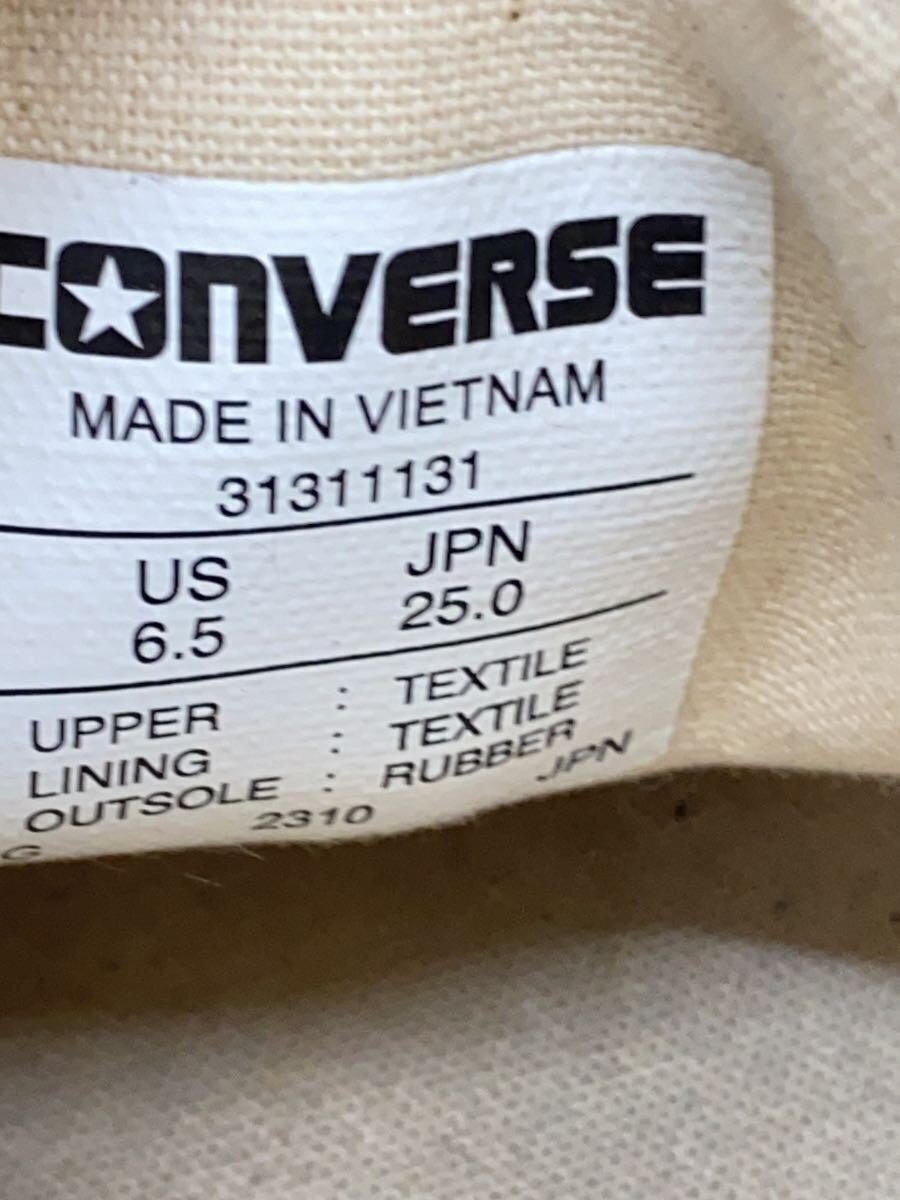 CONVERSE
MADE IN VIETNAM
31311131
US JPN
6.5 25.0
UPPER : TEXTILE
LINING : TEXTILE
OUTSOLE : RUBBER
G 2310 JPN